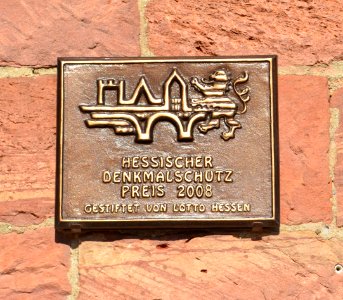 HESSISCHER
DENKMALSCHUTZ
PREIS 2008
GESTIFTET VON LOTTO HESSEN